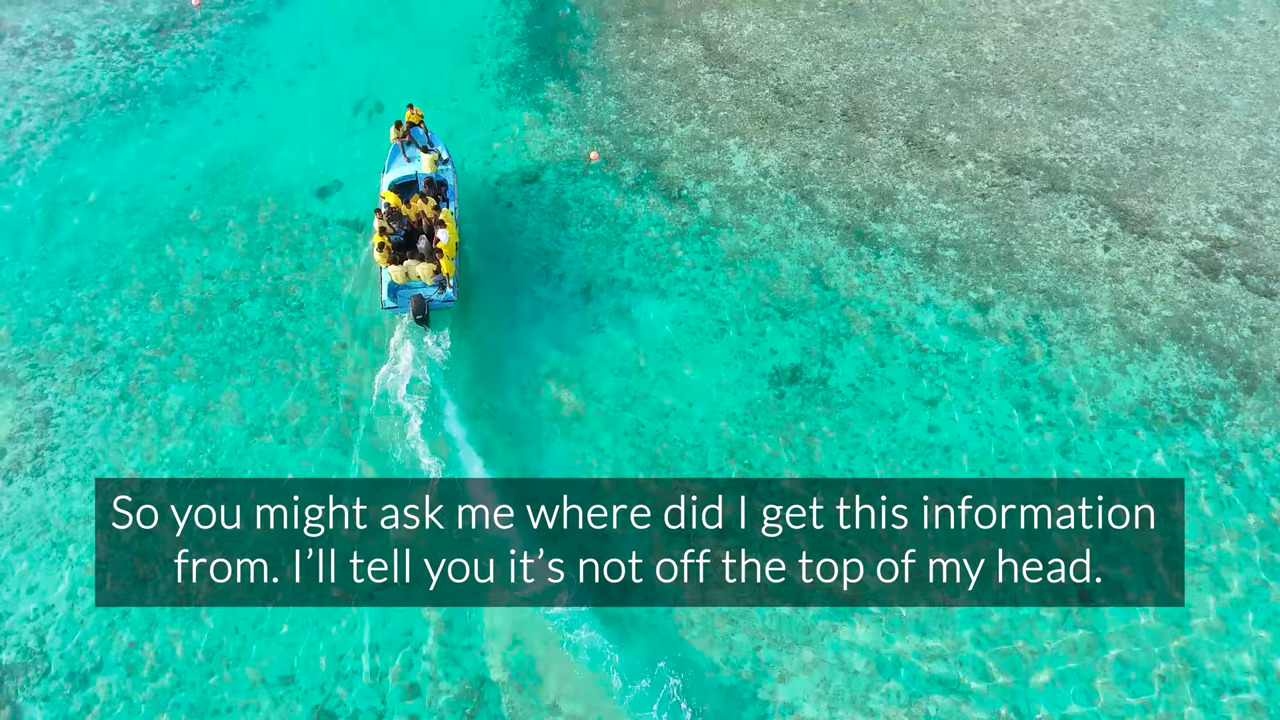 So you might ask me where did I get this information
from. I’ll tell you it’s not off the top of my head.